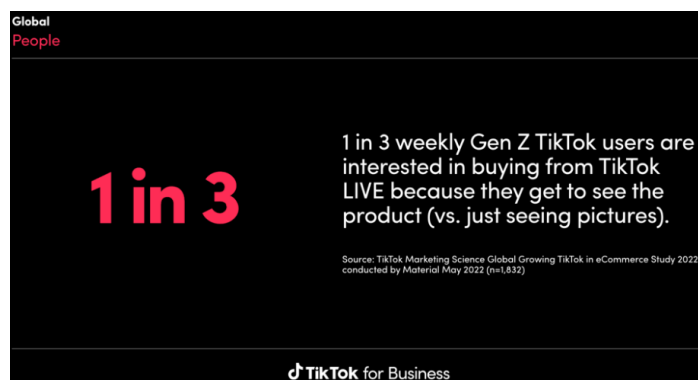 Global
People
1 in 3
1 in 3 weekly Gen Z TikTok users are
interested in buying from TikTok
LIVE because they get to see the
product (vs. just seeing pictures).
Source: TikTok Marketing Science Global Growing TikTok in eCommerce Study 2022
conducted by Material May 2022 (n=1,832)
TikTok for Business